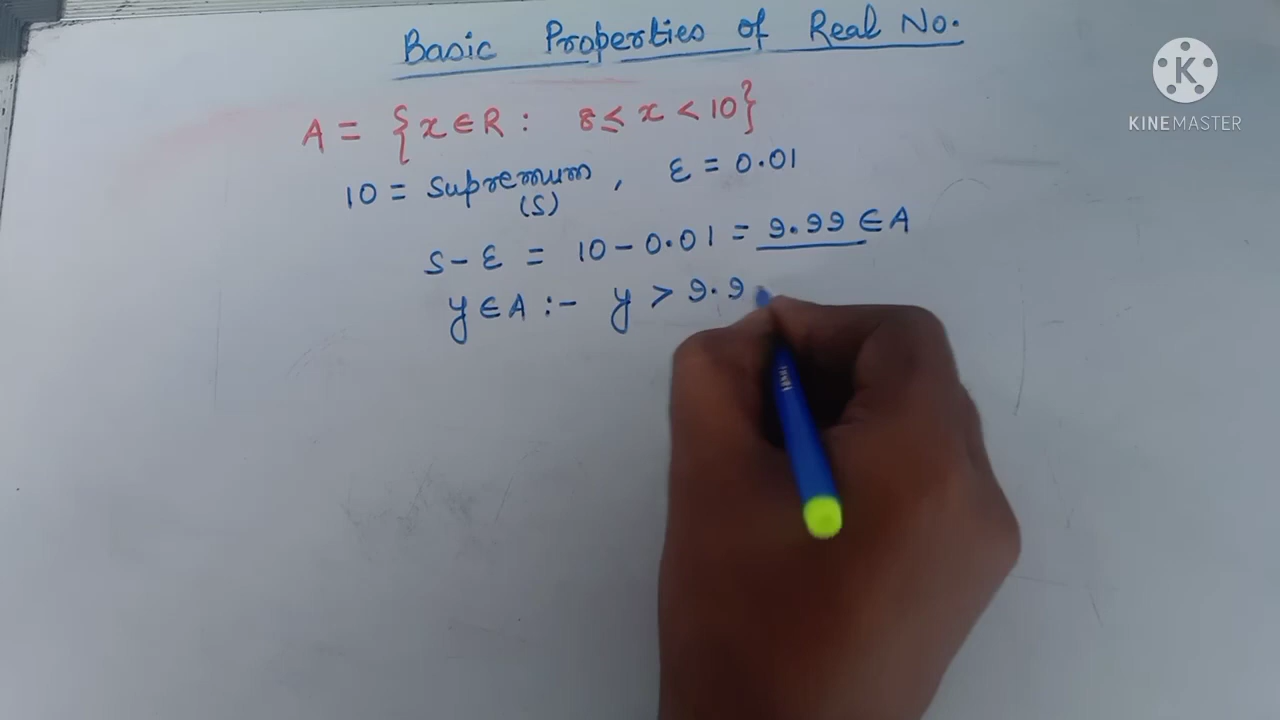 Basic Properties of Real No.
KINEMASTER
A = {x ∈ R : 8 ≤ x < 10}
10 = Supremum , ε = 0.01
(S)
S - ε = 10 - 0.01 = 9.99 ∈ A
y ∈ A :- y > 9.9